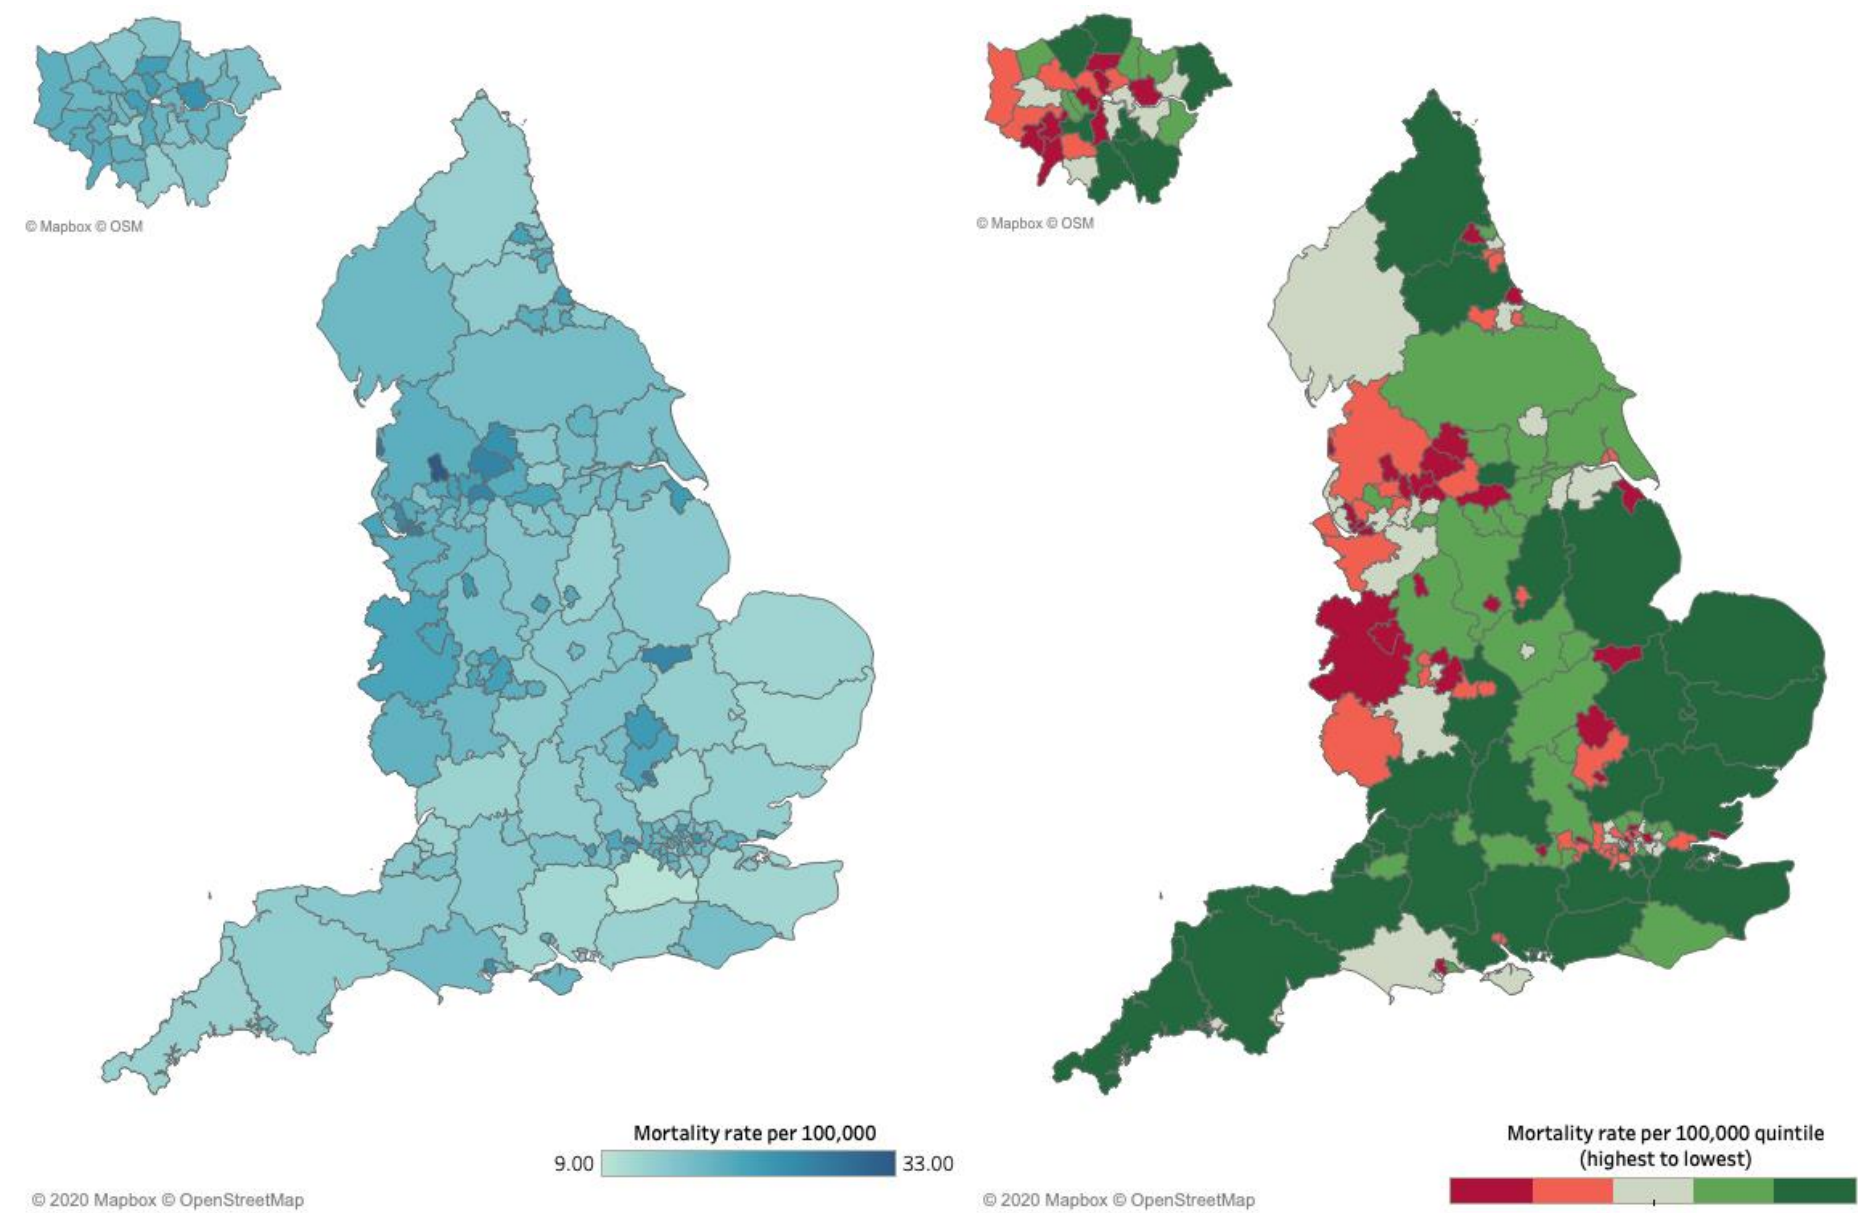 © Mapbox © OSM
© Mapbox © OSM
Mortality rate per 100,000
9.00
33.00
© 2020 Mapbox © OpenStreetMap
Mortality rate per 100,000 quintile
(highest to lowest)
© 2020 Mapbox © OpenStreetMap